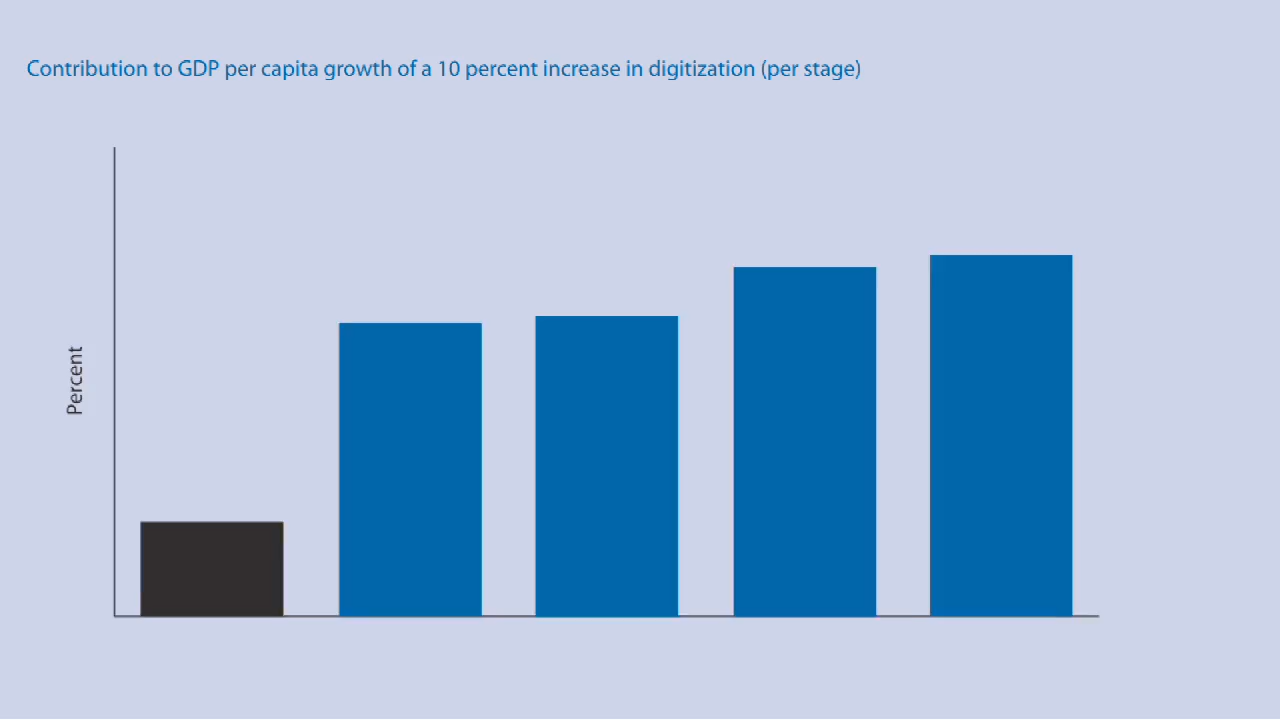 Contribution to GDP per capita growth of a 10 percent increase in digitization (per stage)
Percent